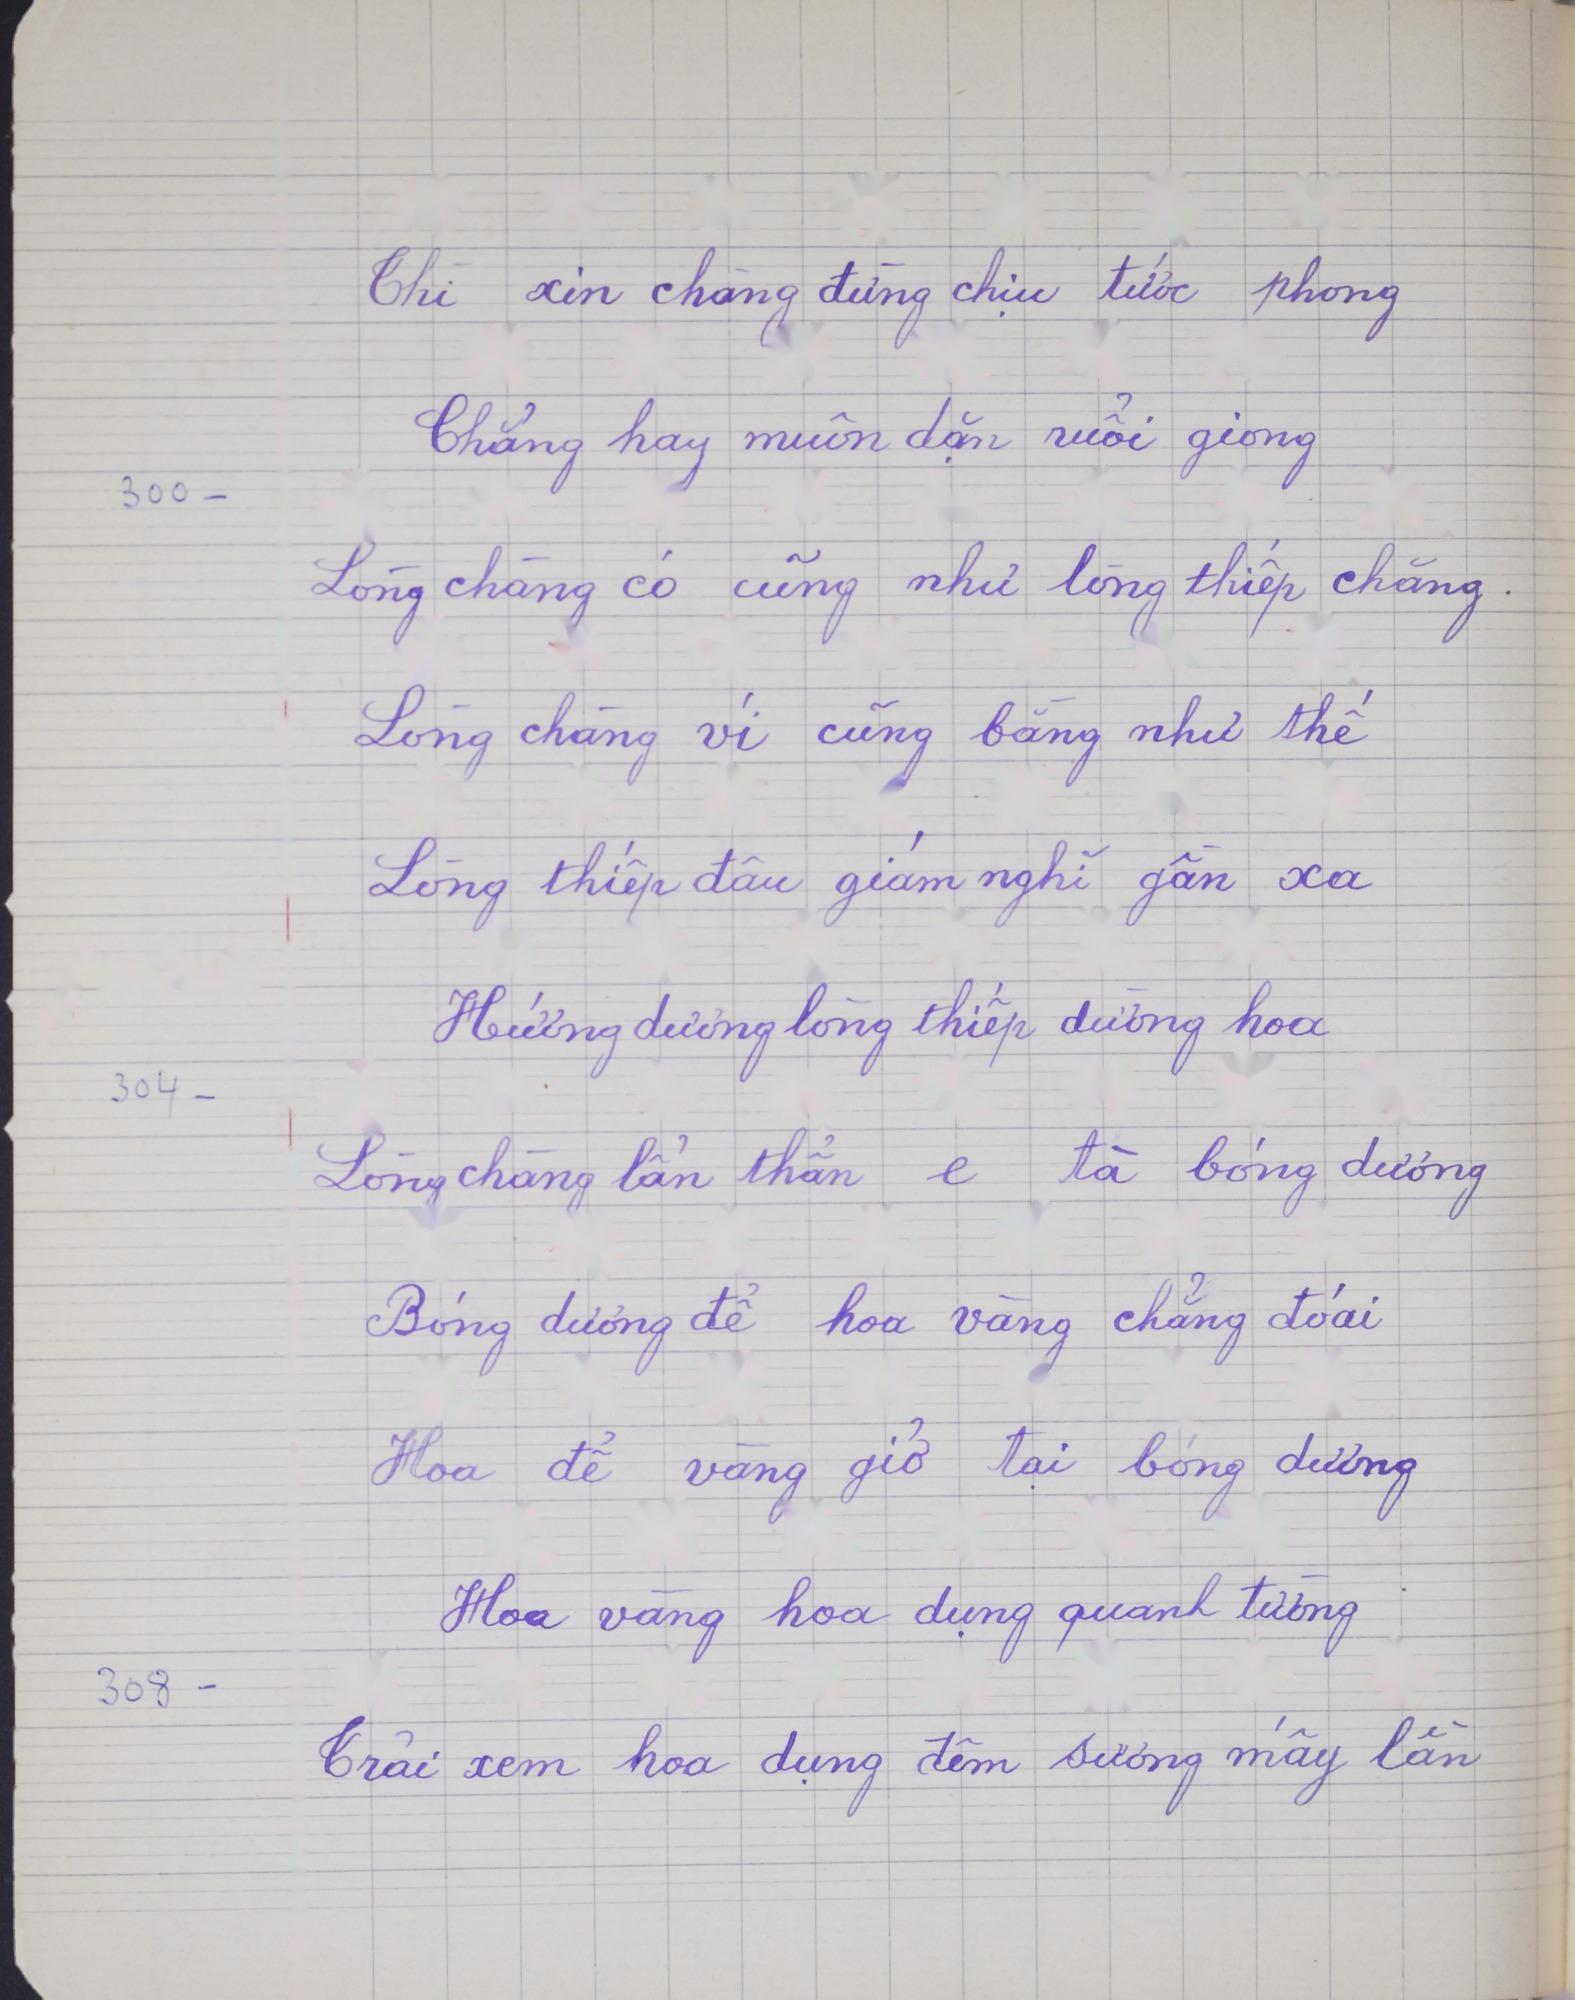 Thì xin chàng đừng chịu tước phong
Chẳng hay muôn dặn ruổi giong
300 -
Lòng chàng có cũng như lòng thiếp chăng.
Lòng chàng ví cũng bằng như thế
Lòng thiếp đâu giám nghĩ gần xa
Hướng dương lòng thiếp dường hoa
304 -
Lòng chàng lẩn thẩn e tà bóng dương
Bóng dương để hoa vàng chẳng đóai
Hoa để vàng giở tại bóng dương
Hoa vàng hoa dụng quanh tường
308 -
Trải xem hoa dụng đêm sương mấy lần